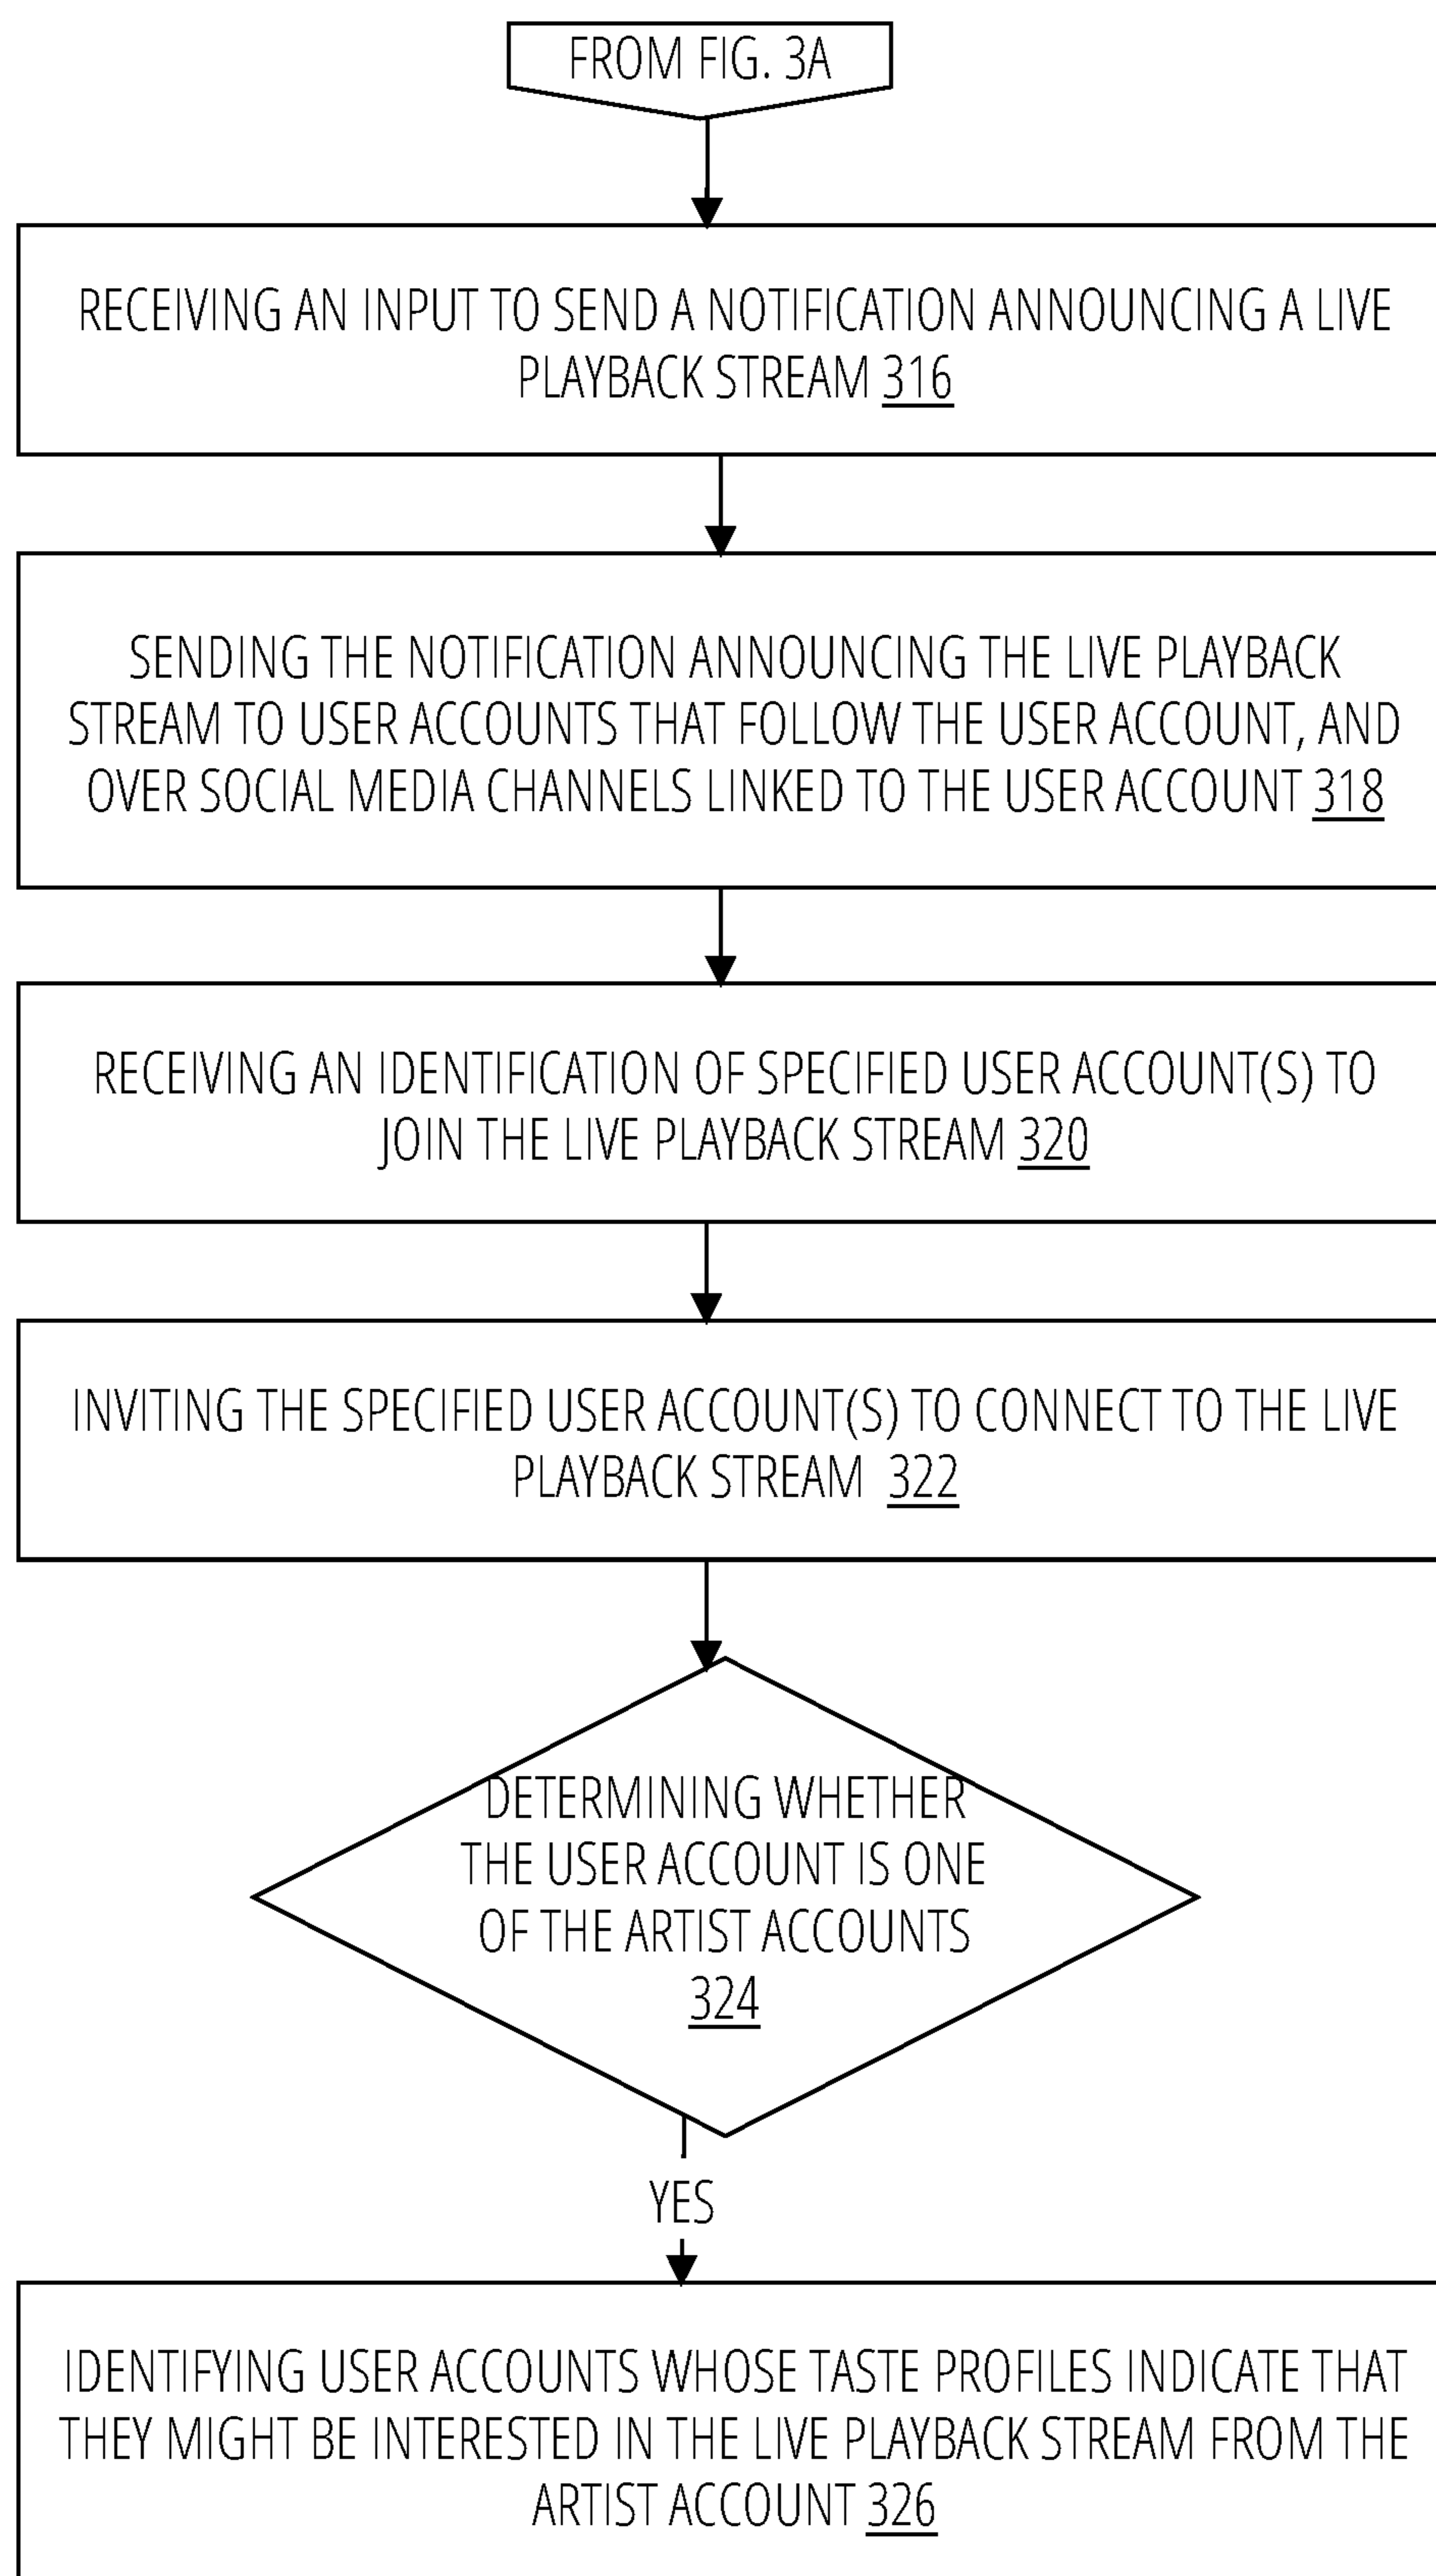 FROM FIG. 3A
RECEIVING AN INPUT TO SEND A NOTIFICATION ANNOUNCING A LIVE
PLAYBACK STREAM 316
SENDING THE NOTIFICATION ANNOUNCING THE LIVE PLAYBACK
STREAM TO USER ACCOUNTS THAT FOLLOW THE USER ACCOUNT, AND
OVER SOCIAL MEDIA CHANNELS LINKED TO THE USER ACCOUNT 318
RECEIVING AN IDENTIFICATION OF SPECIFIED USER ACCOUNT(S) TO
JOIN THE LIVE PLAYBACK STREAM 320
INVITING THE SPECIFIED USER ACCOUNT(S) TO CONNECT TO THE LIVE
PLAYBACK STREAM 322
DETERMINING WHETHER
THE USER ACCOUNT IS ONE
OF THE ARTIST ACCOUNTS
324
YES
IDENTIFYING USER ACCOUNTS WHOSE TASTE PROFILES INDICATE THAT
THEY MIGHT BE INTERESTED IN THE LIVE PLAYBACK STREAM FROM THE
ARTIST ACCOUNT 326